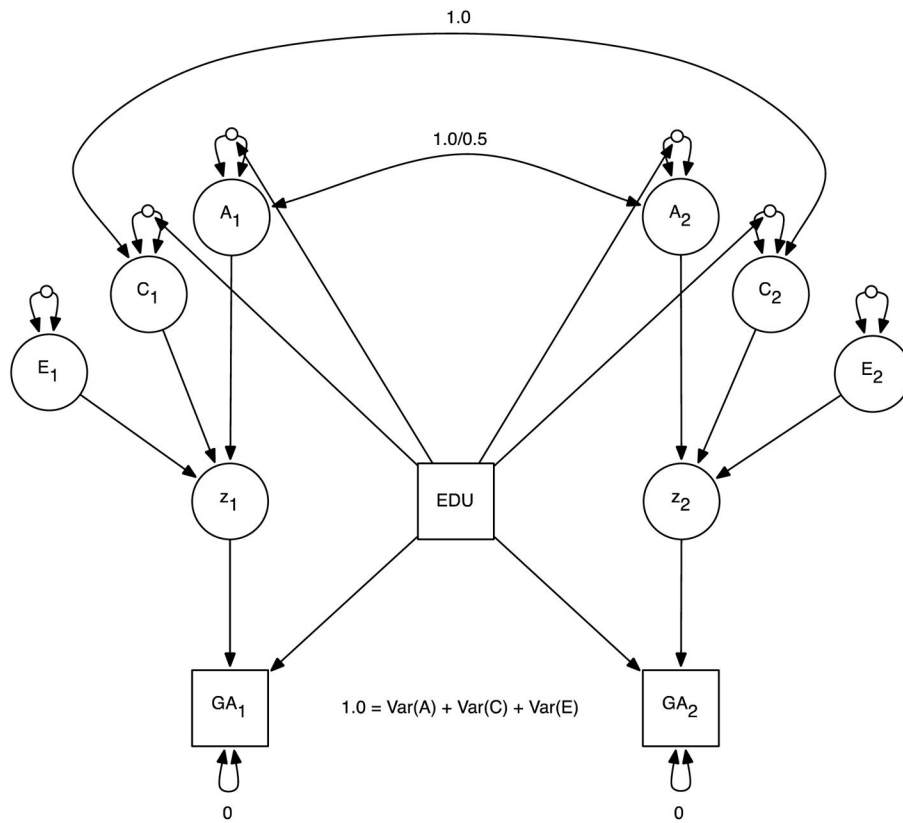 1.0
1.0/0.5
A1
A2
C1
C2
E1
E2
z1
EDU
z2
GA1
1.0 = Var(A) + Var(C) + Var(E)
GA2
0
0